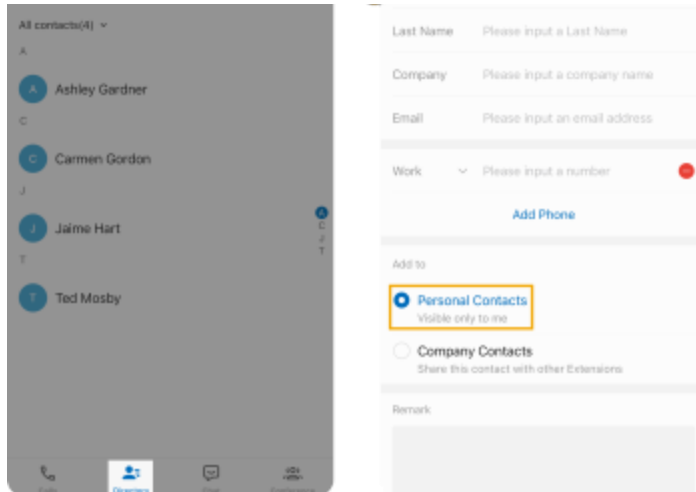 All contacts(4)
A
A Ashley Gardner
C
C Carmen Gordon
J
J Jaime Hart
T
T Ted Mosby
A
C
J
T
Directory
Last Name Please input a Last Name
Company Please input a company name
Email Please input an email address
Work Please input a number
Add Phone
Add to
Personal Contacts
Visible only to me
Company Contacts
Share this contact with other Extensions
Remark